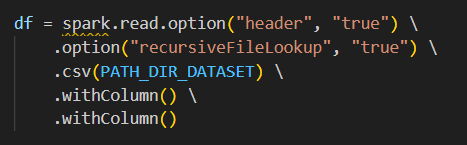 df = spark.read.option("header", "true") \
.option("recursiveFileLookup", "true") \
.csv(PATH_DIR_DATASET) \
.withColumn() \
.withColumn()